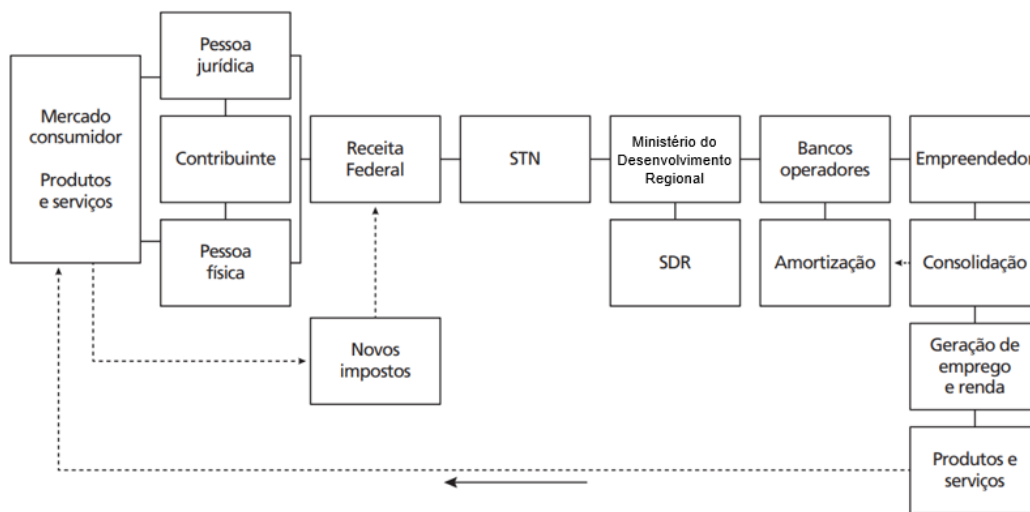 Pessoa
jurídica
Mercado
consumidor
Produtos
e serviços
Contribuinte
Pessoa
física
Receita
Federal
STN
Ministério do
Desenvolvimento
Regional
Bancos
operadores
Empreendedor
SDR
Amortização
Consolidação
Novos
impostos
Geração de
emprego
e renda
Produtos e
serviços